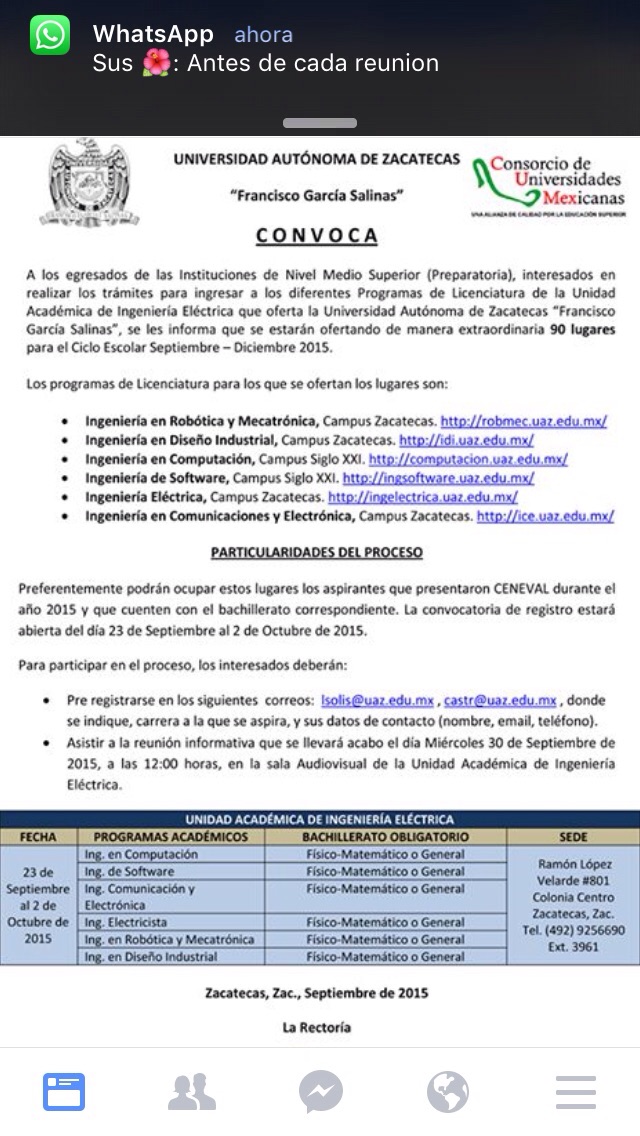 WhatsApp ahora
Sus 🌺: Antes de cada reunion
UNIVERSIDAD AUTÓNOMA DE ZACATECAS
"Francisco García Salinas"
Consorcio de
Universidades
Mexicanas
UNA ALIANZA DE CALIDAD POR LA EDUCACIÓN SUPERIOR
CONVOCA
A los egresados de las Instituciones de Nivel Medio Superior (Preparatoria), interesados en
realizar los trámites para ingresar a los diferentes Programas de Licenciatura de la Unidad
Académica de Ingeniería Eléctrica que oferta la Universidad Autónoma de Zacatecas "Francisco
García Salinas", se les informa que se estarán ofertando de manera extraordinaria 90 lugares
para el Ciclo Escolar Septiembre – Diciembre 2015.
Los programas de Licenciatura para los que se ofertan los lugares son:
• Ingeniería en Robótica y Mecatrónica, Campus Zacatecas. http://robmec.uaz.edu.mx/
• Ingeniería en Diseño Industrial, Campus Zacatecas. http://idi.uaz.edu.mx/
• Ingeniería en Computación, Campus Siglo XXI. http://computacion.uaz.edu.mx/
• Ingeniería de Software, Campus Siglo XXI. http://ingsoftware.uaz.edu.mx/
• Ingeniería Eléctrica, Campus Zacatecas. http://ingelectrica.uaz.edu.mx/
• Ingeniería en Comunicaciones y Electrónica, Campus Zacatecas. http://ice.uaz.edu.mx/
PARTICULARIDADES DEL PROCESO
Preferentemente podrán ocupar estos lugares los aspirantes que presentaron CENEVAL durante el
año 2015 y que cuenten con el bachillerato correspondiente. La convocatoria de registro estará
abierta del día 23 de Septiembre al 2 de Octubre de 2015.
Para participar en el proceso, los interesados deberán:
• Pre registrarse en los siguientes correos: lsolis@uaz.edu.mx , castr@uaz.edu.mx , donde
se indique, carrera a la que se aspira, y sus datos de contacto (nombre, email, teléfono).
• Asistir a la reunión informativa que se llevará acabo el día Miércoles 30 de Septiembre de
2015, a las 12:00 horas, en la sala Audiovisual de la Unidad Académica de Ingeniería
Eléctrica.
UNIDAD ACADÉMICA DE INGENIERÍA ELÉCTRICA
FECHA PROGRAMAS ACADÉMICOS BACHILLERATO OBLIGATORIO SEDE
23 de
Septiembre
al 2 de
Octubre de
2015
Ing. en Computación Físico-Matemático o General
Ing. de Software Físico-Matemático o General
Ing. Comunicación y Físico-Matemático o General
Electrónica
Ing. Electricista Físico-Matemático o General
Ing. en Robótica y Mecatrónica Físico-Matemático o General
Ing. en Diseño Industrial Físico-Matemático o General
Ramón López
Velarde #801
Colonia Centro
Zacatecas, Zac.
Tel. (492) 9256690
Ext. 3961
Zacatecas, Zac., Septiembre de 2015
La Rectoría